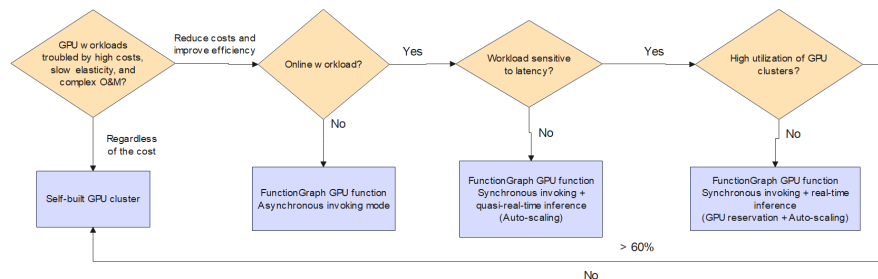 GPU workloads
troubled by high costs,
slow elasticity, and
complex O&M?
Reduce costs and
improve efficiency
Online workload?
Yes
Workload sensitive
to latency?
Yes
High utilization of GPU
clusters?
Regardless
of the cost
No
No
No
Self-built GPU cluster
FunctionGraph GPU function
Asynchronous invoking mode
FunctionGraph GPU function
Synchronous invoking +
quasi-real-time inference
(Auto-scaling)
FunctionGraph GPU function
Synchronous invoking + real-time
inference
(GPU reservation + Auto-scaling)
> 60%
No